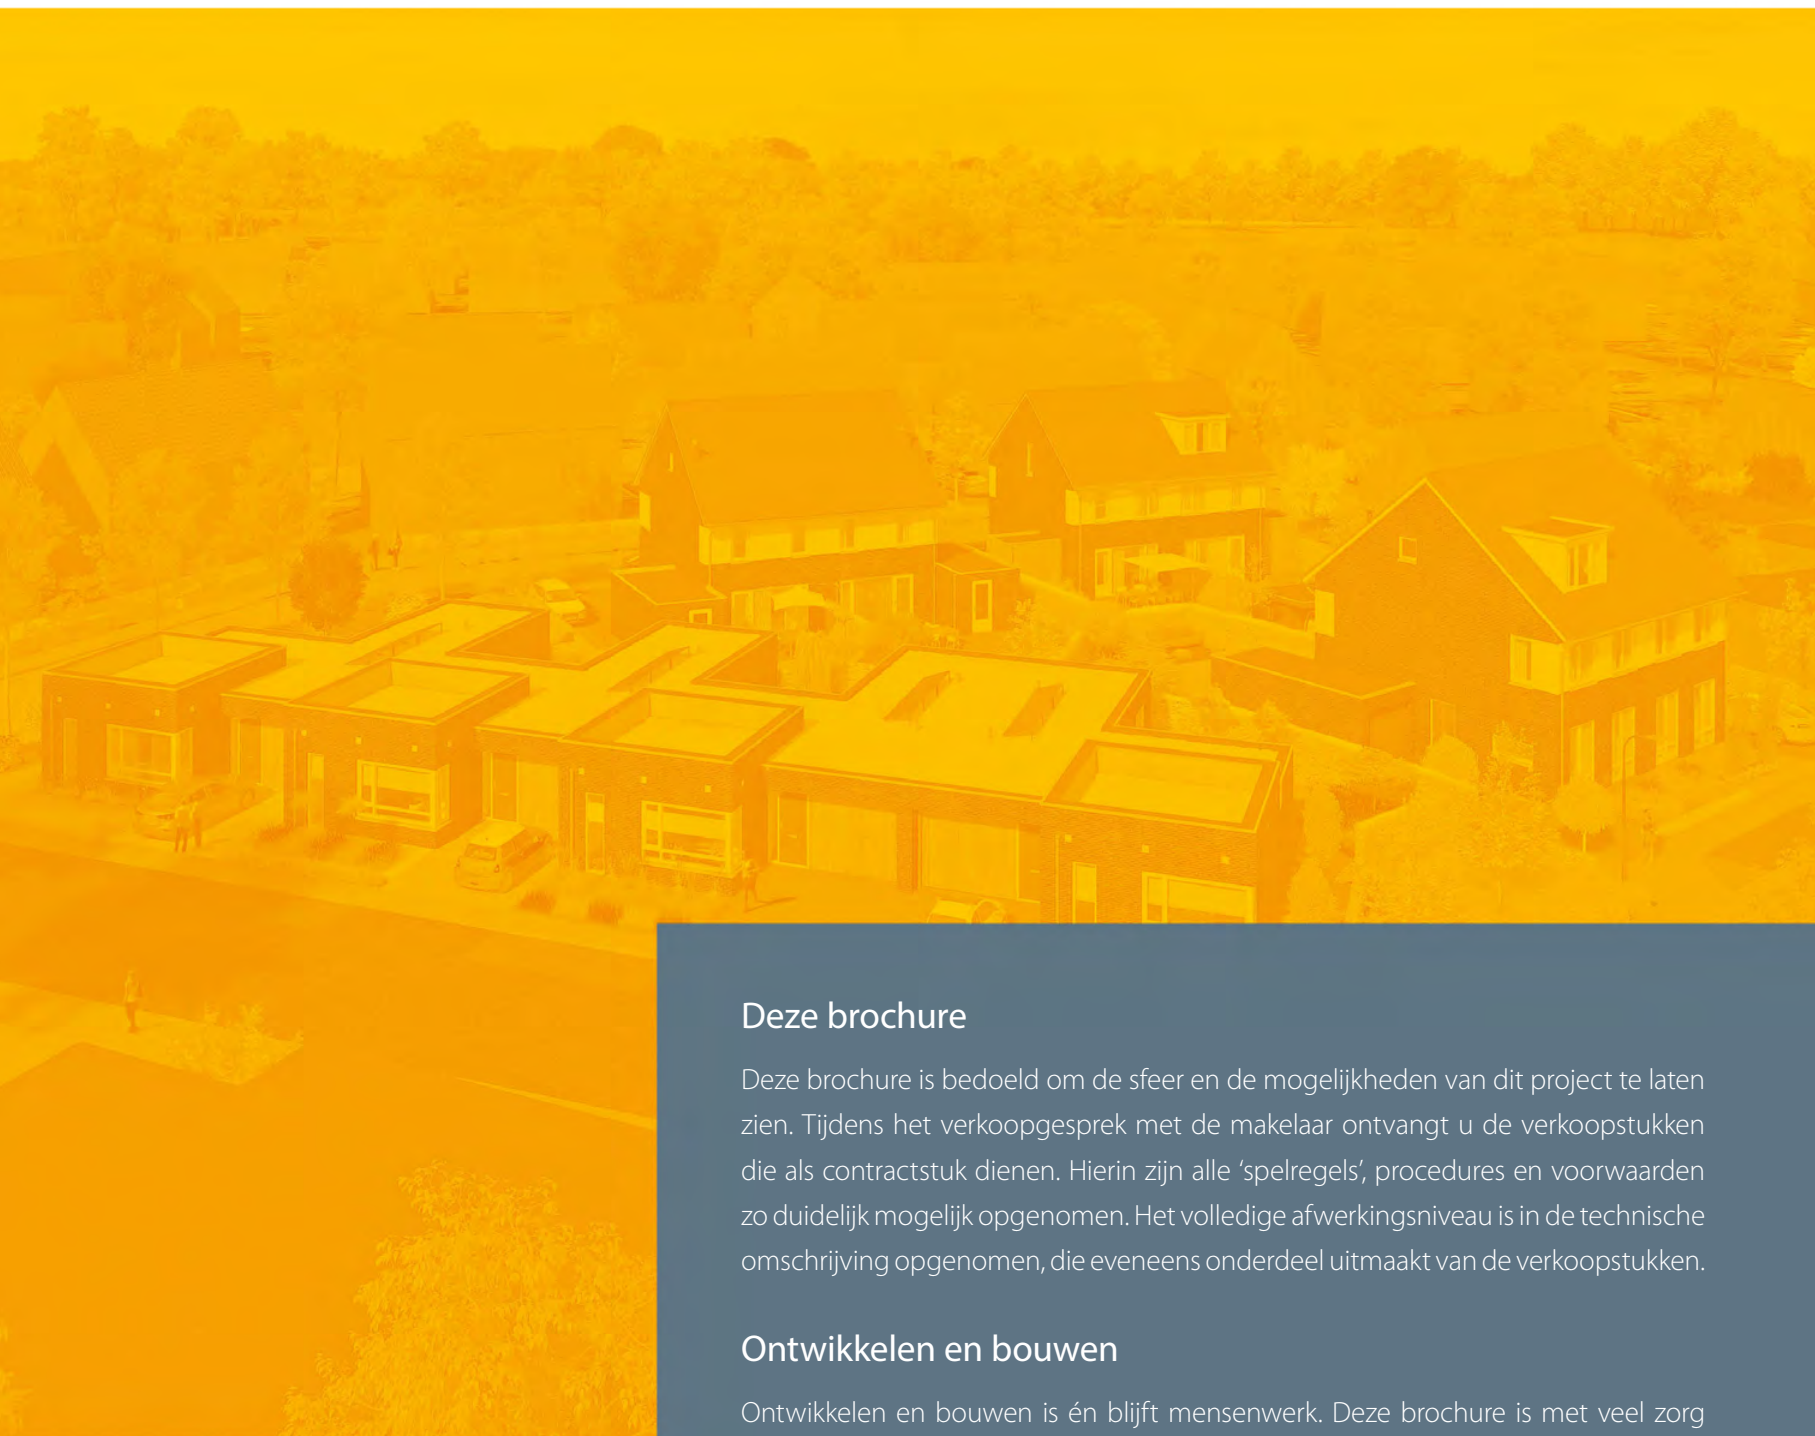 Deze brochure
Deze brochure is bedoeld om de sfeer en de mogelijkheden van dit project te laten
zien. Tijdens het verkoopgesprek met de makelaar ontvangt u de verkoopstukken
die als contractstuk dienen. Hierin zijn alle ‘spelregels’, procedures en voorwaarden
zo duidelijk mogelijk opgenomen. Het volledige afwerkingsniveau is in de technische
omschrijving opgenomen, die eveneens onderdeel uitmaakt van de verkoopstukken.
Ontwikkelen en bouwen
Ontwikkelen en bouwen is én blijft mensenwerk. Deze brochure is met veel zorg